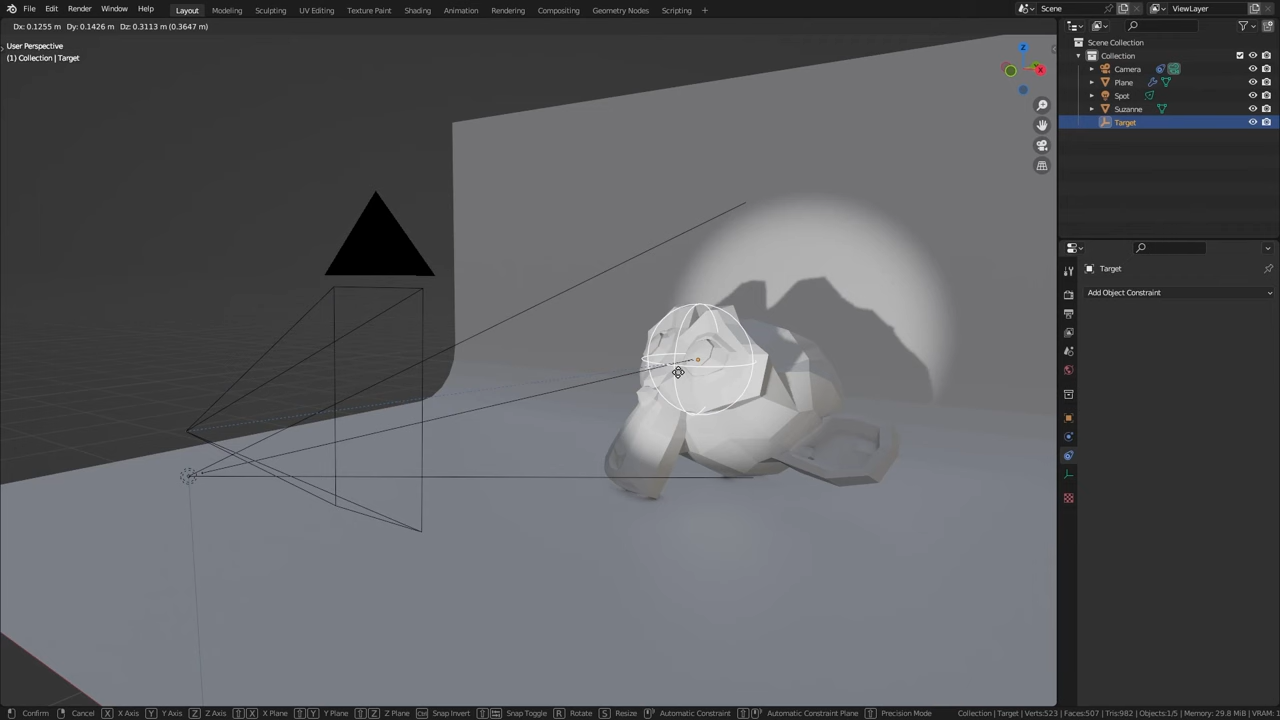 File Edit Render Window Help Layout Modeling Sculpting UV Editing Texture Paint Shading Animation Rendering Compositing Geometry Nodes Scripting + Scene ViewLayer
Dx: 0.1255 m Dy: 0.1426 m Dz: 0.3113 m (0.3647 m)
User Perspective
(1) Collection | Target
Z
X
Scene Collection
Collection
Camera
Plane
Spot
Suzanne
Target
Target
Add Object Constraint
Confirm Cancel X X Axis Y Y Axis Z Z Axis X X Plane Y Y Plane Z Z Plane Ctrl Snap Invert Snap Toggle R Rotate S Resize Automatic Constraint Automatic Constraint Plane Precision Mode Collection | Target | Verts:523 | Faces:507 | Tris:982 | Objects:1/5 | Memory: 29.8 MiB | VRAM: